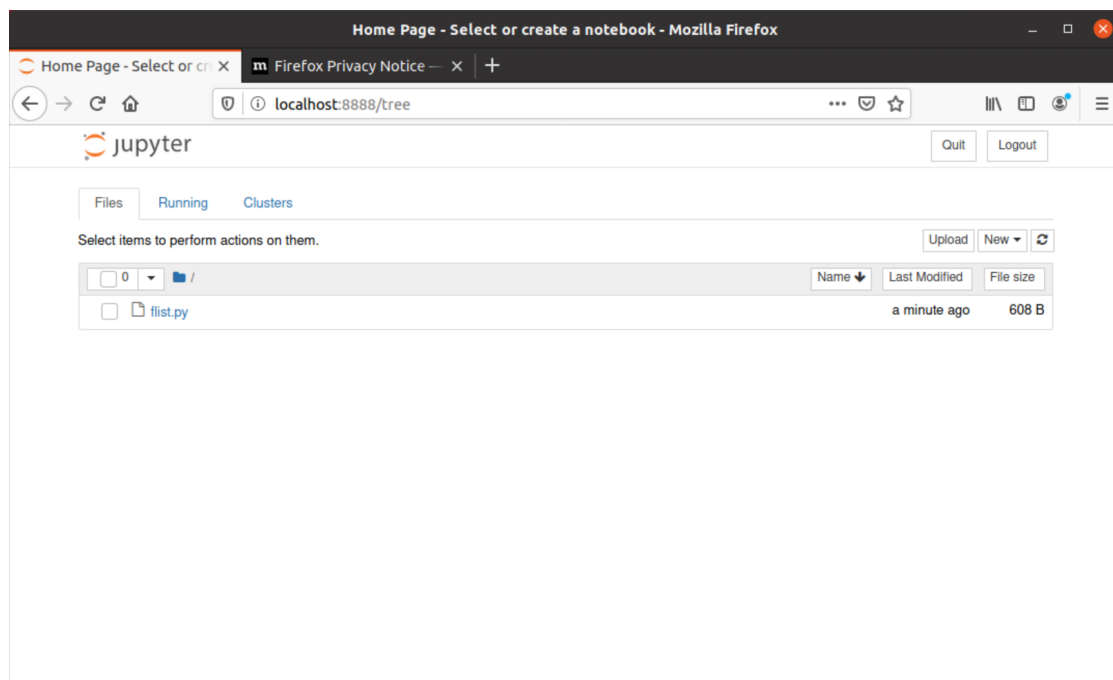 Home Page - Select or create a notebook - Mozilla Firefox
Home Page - Select or cr
Firefox Privacy Notice —
localhost:8888/tree
jupyter
Quit Logout
Files Running Clusters
Select items to perform actions on them.
Upload New
0 / Name Last Modified File size
flist.py a minute ago 608 B